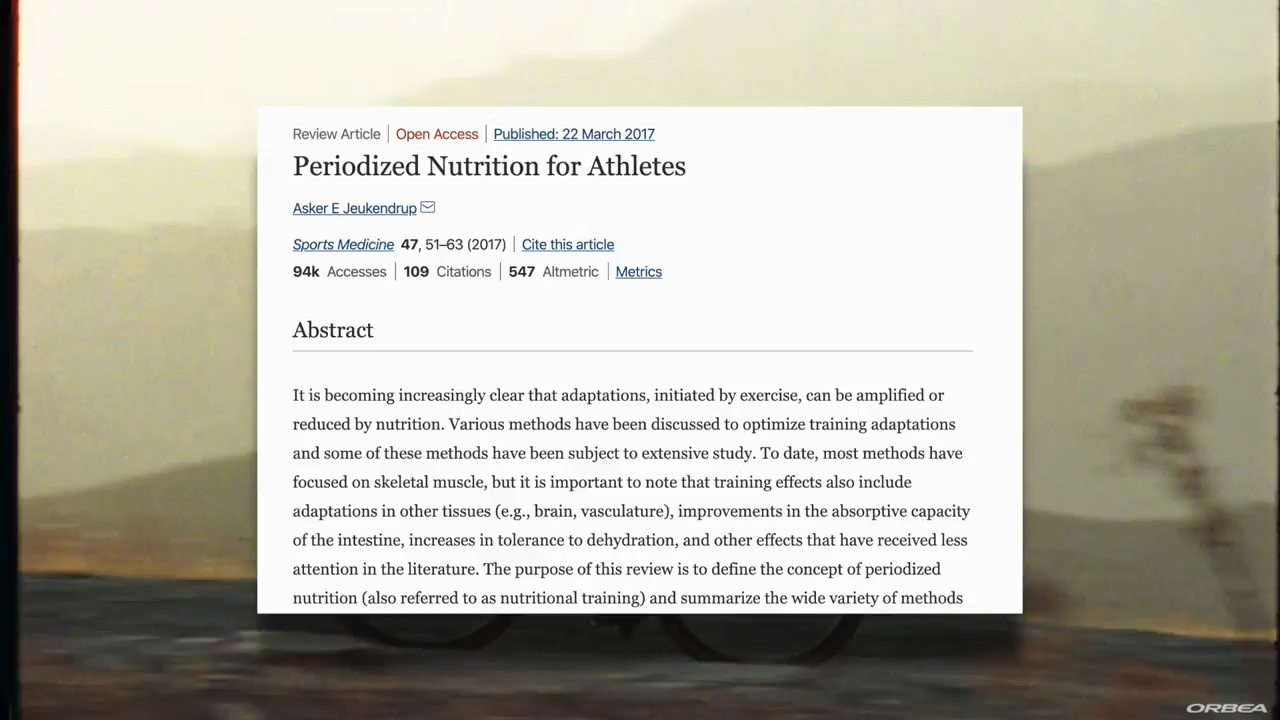 Review Article | Open Access | Published: 22 March 2017
Periodized Nutrition for Athletes
Asker E Jeukendrup
Sports Medicine 47, 51–63 (2017) | Cite this article
94k Accesses | 109 Citations | 547 Altmetric | Metrics
Abstract
It is becoming increasingly clear that adaptations, initiated by exercise, can be amplified or
reduced by nutrition. Various methods have been discussed to optimize training adaptations
and some of these methods have been subject to extensive study. To date, most methods have
focused on skeletal muscle, but it is important to note that training effects also include
adaptations in other tissues (e.g., brain, vasculature), improvements in the absorptive capacity
of the intestine, increases in tolerance to dehydration, and other effects that have received less
attention in the literature. The purpose of this review is to define the concept of periodized
nutrition (also referred to as nutritional training) and summarize the wide variety of methods
ORBEA